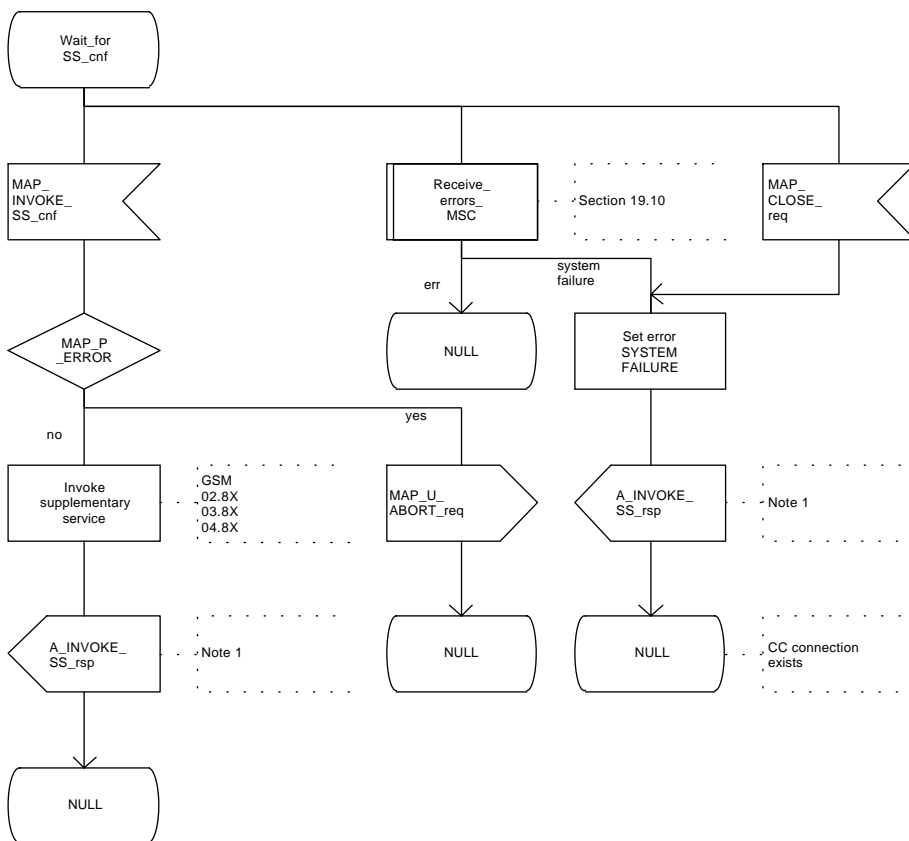 Wait_for
SS_cnf
MAP_
INVOKE_
SS_cnf
Receive_
errors_
MSC
Section 19.10
MAP_
CLOSE_
req
err
system
failure
MAP_P
_ERROR
NULL
Set error
SYSTEM
FAILURE
no
yes
Invoke
supplementary
service
GSM
02.8X
03.8X
04.8X
MAP_U_
ABORT_req
A_INVOKE_
SS_rsp
Note 1
A_INVOKE_
SS_rsp
Note 1
NULL
NULL
CC connection
exists
NULL